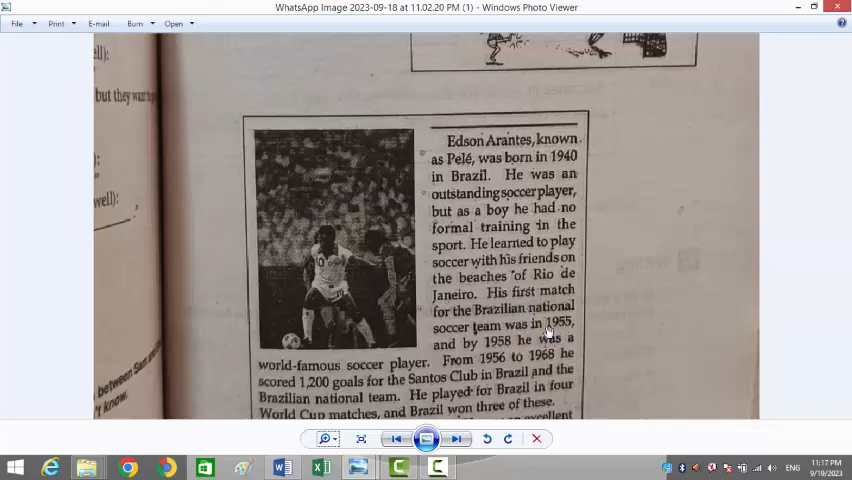 WhatsApp Image 2023-09-18 at 11.02.20 PM (1) - Windows Photo Viewer
File Print E-mail Burn Open
ell):
but they want to
):
well):
between Sam and
't know.
Edson Arantes, known
as Pelé, was born in 1940
in Brazil. He was an
outstanding soccer player,
but as a boy he had no
formal training in the
sport. He learned to play
soccer with his friends on
the beaches of Rio de
Janeiro. His first match
for the Brazilian national
soccer team was in 1955,
and by 1958 he was a
world-famous soccer player. From 1956 to 1968 he
scored 1,200 goals for the Santos Club in Brazil and the
Brazilian national team. He played for Brazil in four
World Cup matches, and Brazil won three of these.
excellent
10
ENG
11:17 PM
9/19/2023